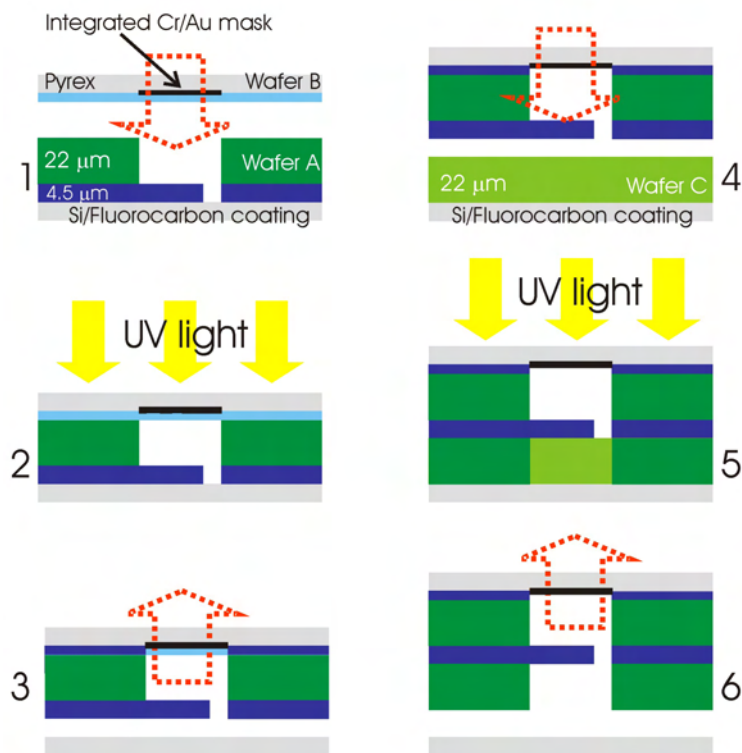 Integrated Cr/Au mask
Pyrex Wafer B
22 µm Wafer A
1
4.5 µm
Si/Fluorocarbon coating
UV light
2
3
22 µm Wafer C
4
Si/Fluorocarbon coating
UV light
5
6